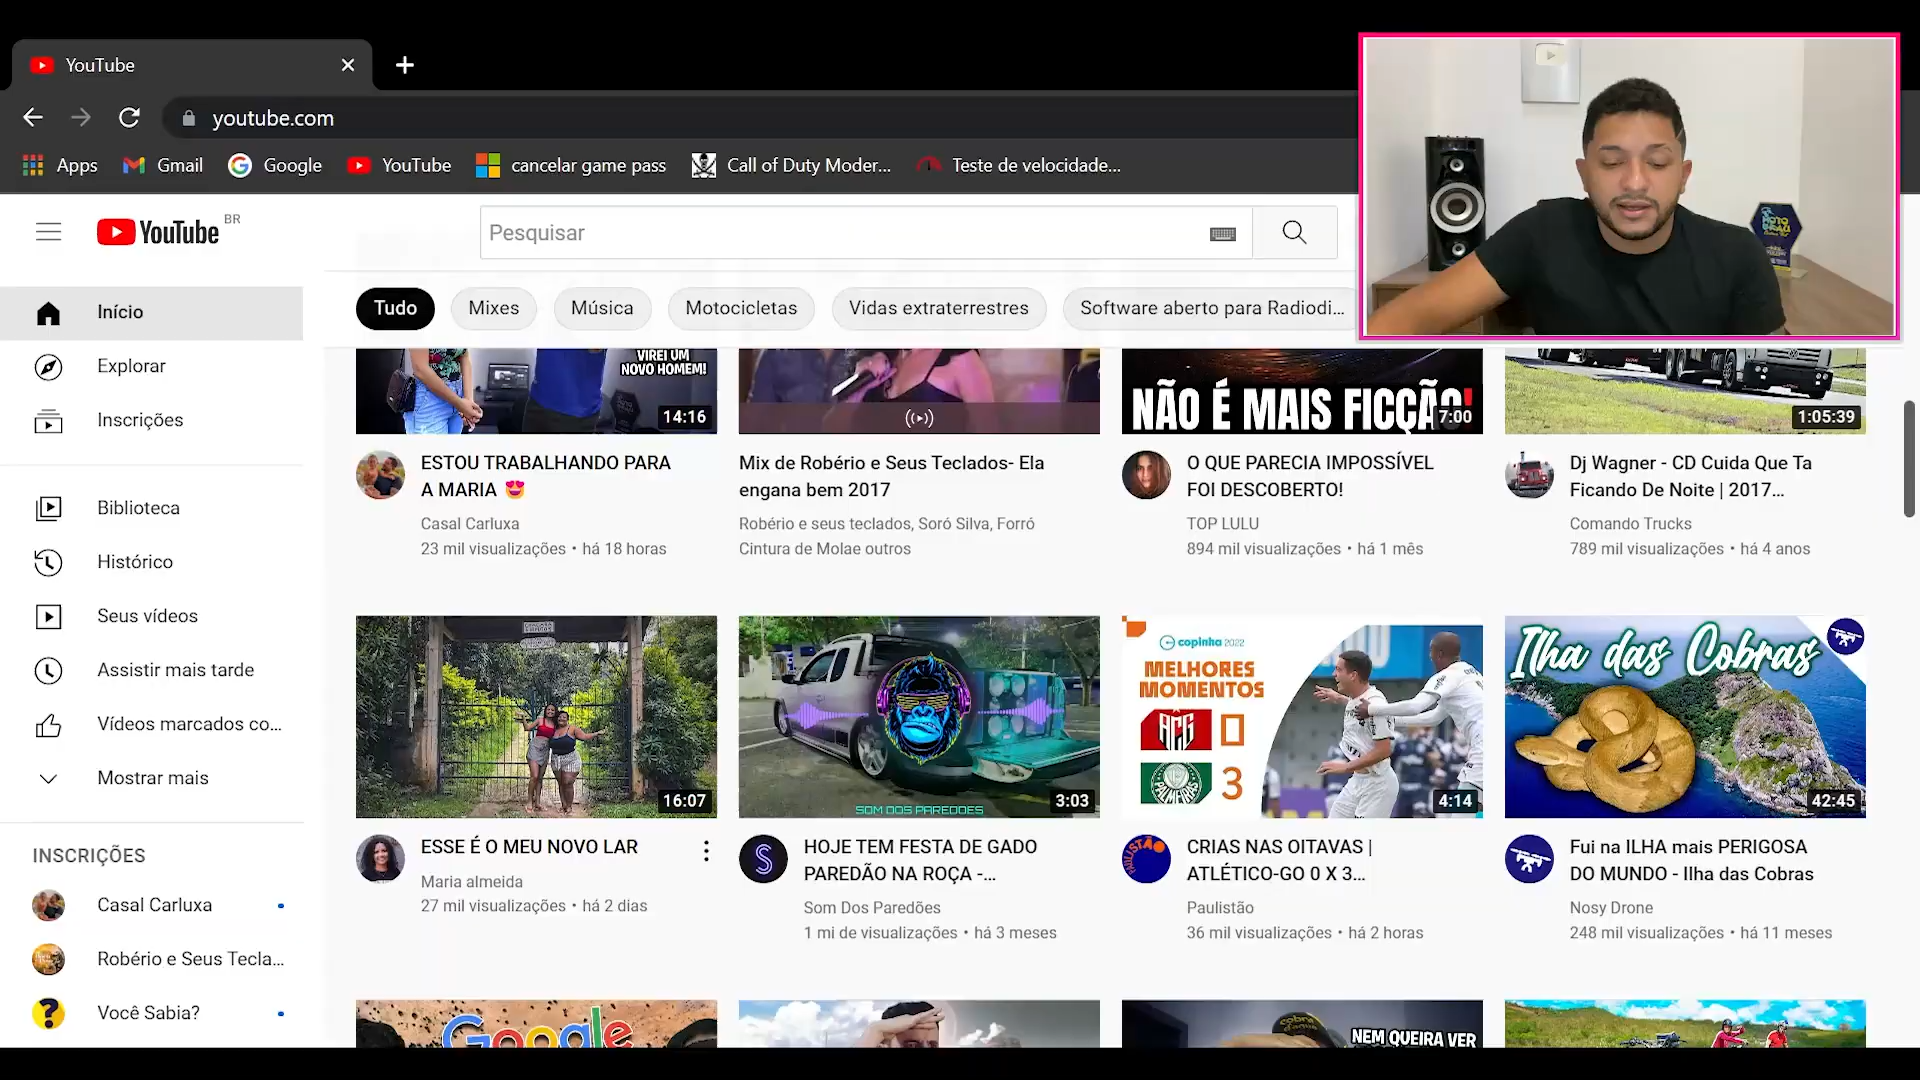 YouTube
youtube.com
Apps
Gmail
Google
YouTube
cancelar game pass
Call of Duty Moder...
Teste de velocidade...
YouTube BR
Pesquisar
Tudo
Mixes
Música
Motocicletas
Vidas extraterrestres
Software aberto para Radiodi...
Início
Explorar
Inscrições
Biblioteca
Histórico
Seus vídeos
Assistir mais tarde
Vídeos marcados co...
Mostrar mais
INSCRIÇÕES
Casal Carluxa
Robério e Seus Tecla...
Você Sabia?
VIREI UM
NOVO HOMEM!
14:16
ESTOU TRABALHANDO PARA
A MARIA 😍
Casal Carluxa
23 mil visualizações • há 18 horas
Mix de Robério e Seus Teclados- Ela
engana bem 2017
Robério e seus teclados, Soró Silva, Forró
Cintura de Molae outros
NÃO É MAIS FICÇÃO!
7:00
O QUE PARECIA IMPOSSÍVEL
FOI DESCOBERTO!
TOP LULU
894 mil visualizações • há 1 mês
1:05:39
Dj Wagner - CD Cuida Que Ta
Ficando De Noite | 2017...
Comando Trucks
789 mil visualizações • há 4 anos
16:07
ESSE É O MEU NOVO LAR
Maria almeida
27 mil visualizações • há 2 dias
SOM DOS PAREDOES
3:03
HOJE TEM FESTA DE GADO
PAREDÃO NA ROÇA -...
Som Dos Paredões
1 mi de visualizações • há 3 meses
copinha 2022
MELHORES
MOMENTOS
ACG 0
PALMEIRAS 3
4:14
PAULISTÃO
CRIAS NAS OITAVAS |
ATLÉTICO-GO 0 X 3...
Paulistão
36 mil visualizações • há 2 horas
Ilha das Cobras
42:45
Fui na ILHA mais PERIGOSA
DO MUNDO - Ilha das Cobras
Nosy Drone
248 mil visualizações • há 11 meses
Google
NEM QUEIRA VER